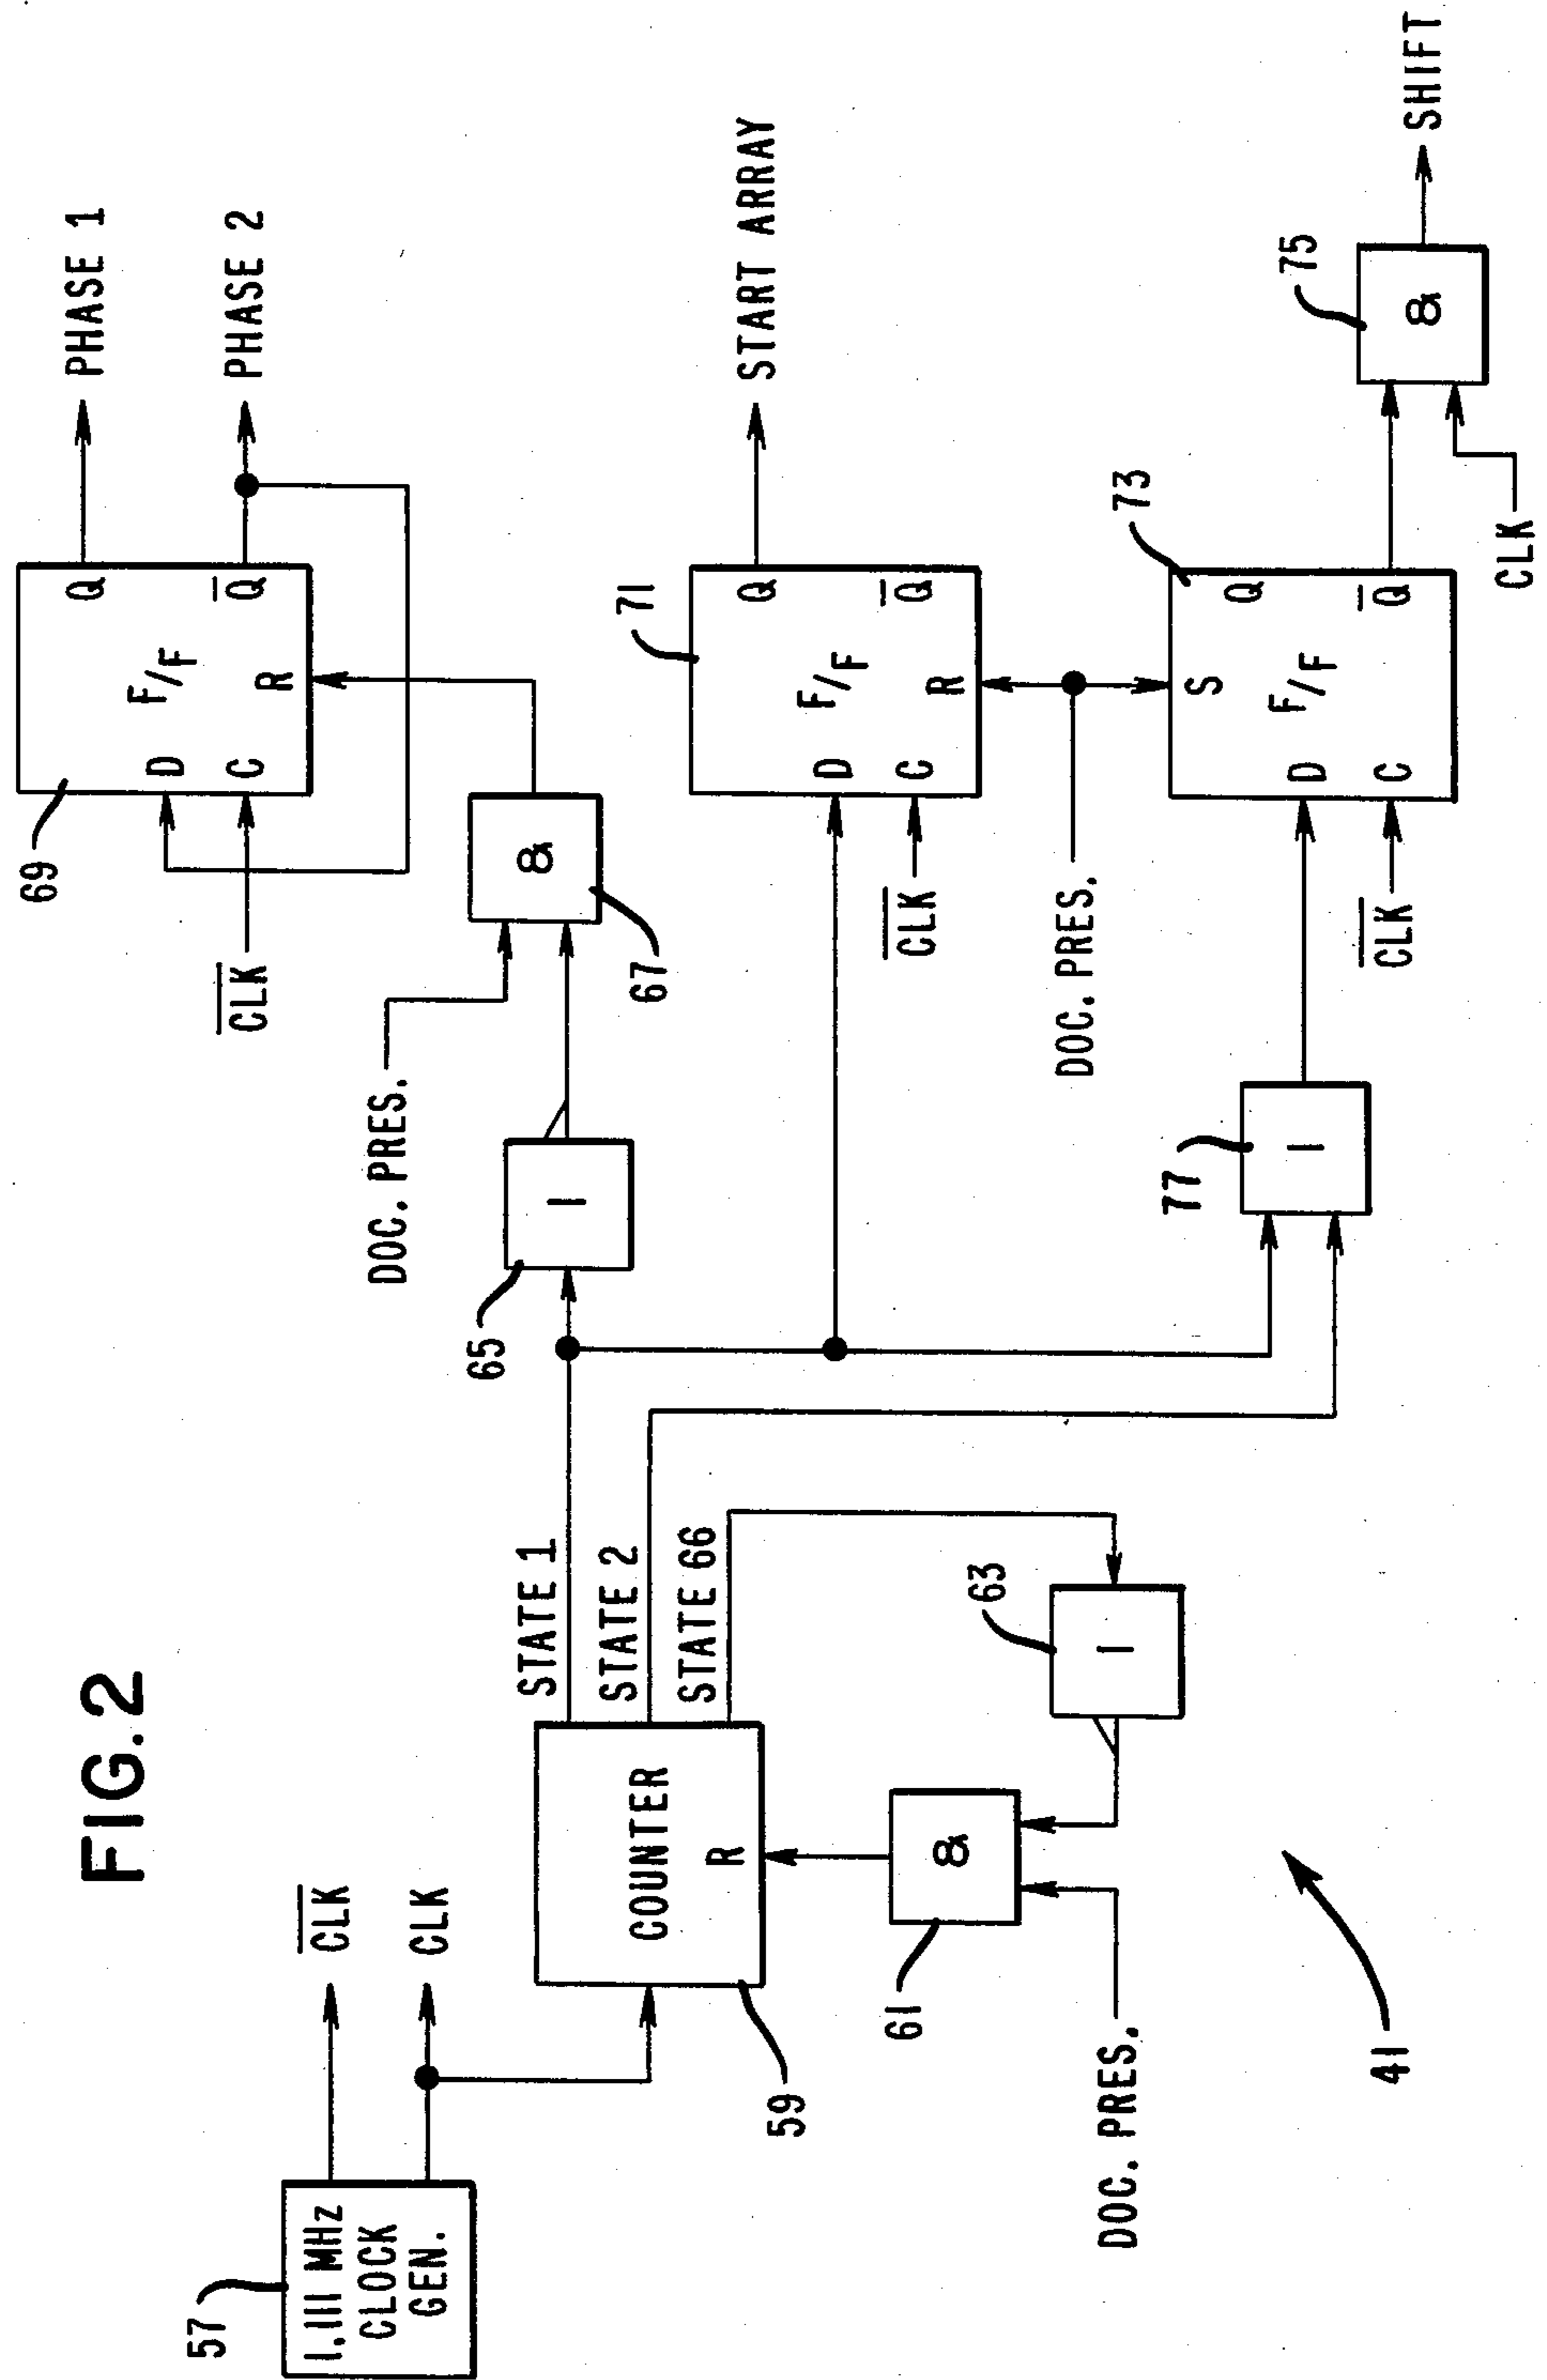 FIG.2
57
1,111 MHz
CLOCK
GEN.
CLK
CLK
59
COUNTER
R
STATE 1
STATE 2
STATE 66
61
&
DOC. PRES.
63
I
41
65
I
DOC. PRES.
67
&
69
F/F
D
C
R
Q
Q
CLK
PHASE 1
PHASE 2
71
F/F
D
C
R
Q
Q
CLK
START ARRAY
DOC. PRES.
77
I
73
S
F/F
D
C
Q
Q
CLK
75
&
CLK
SHIFT